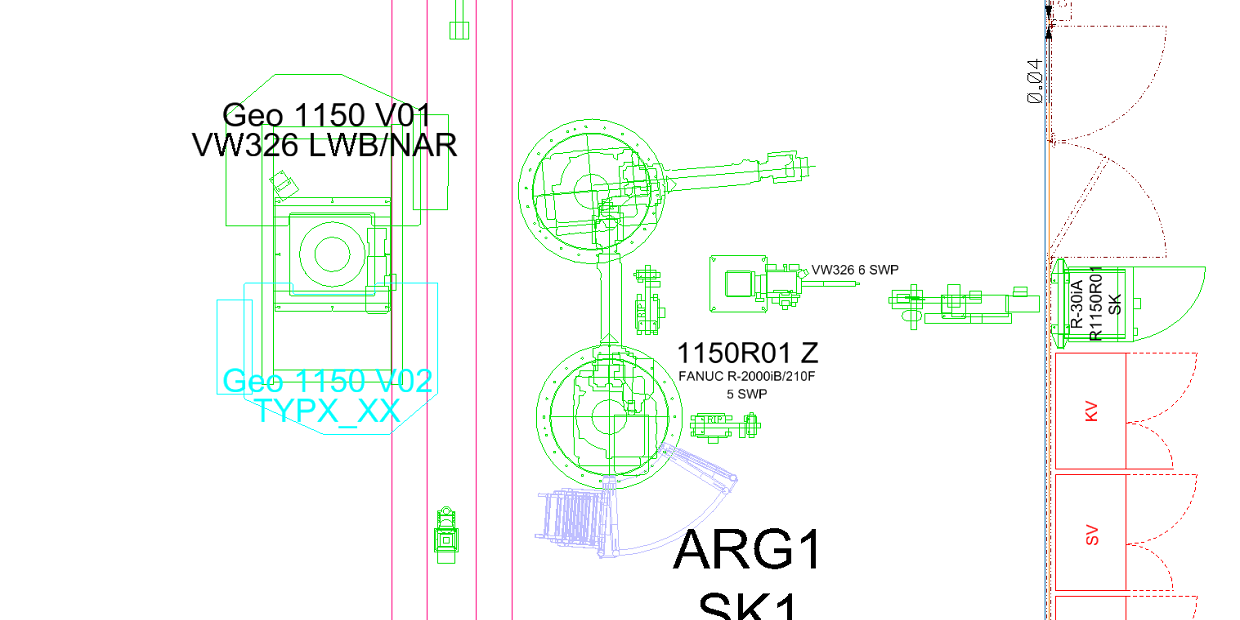 0.04
Geo 1150 V01
VW326 LWB/NAR
VW326 6 SWP
R-30iA
R1150R01
SK
1150R01 Z
FANUC R-2000iB/210F
5 SWP
Geo 1150 V02
TYPX_XX
KV
SV
ARG1
SK1